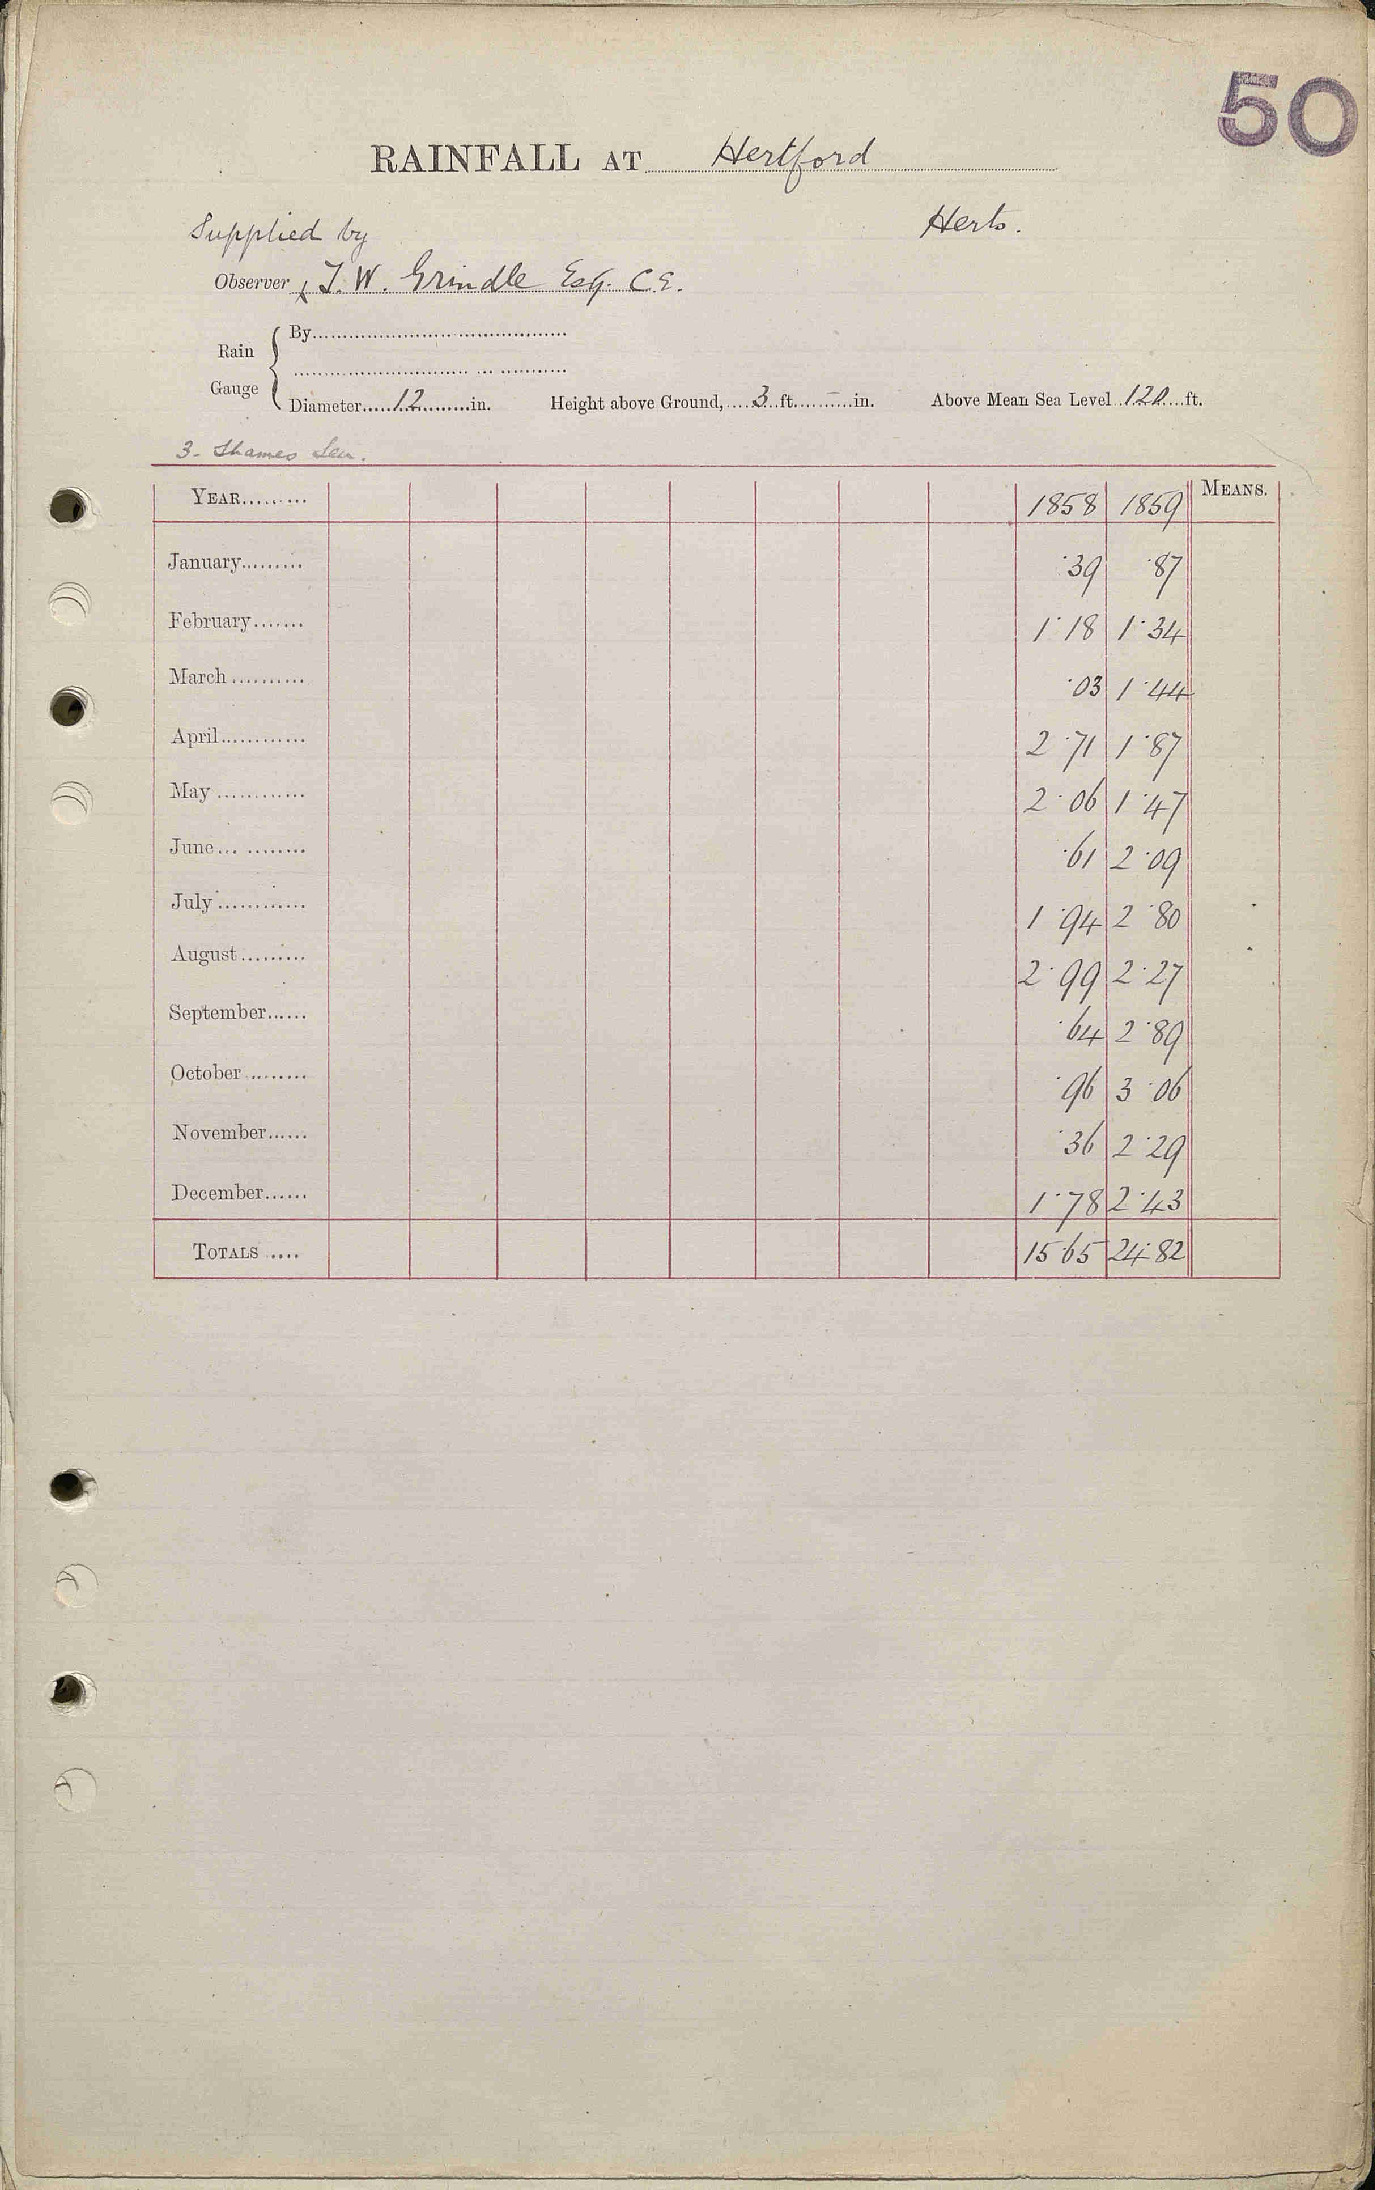 50
RAINFALL AT Hertford
Herts.
Supplied by
Observer T. W. Grindle Esq. C.E.
Rain Gauge
By
Diameter 12 in. Height above Ground, 3 ft. – in. Above Mean Sea Level 120 ft.
3. Thames
YEAR 1858 1859 MEANS.
January ·39 ·87
February 1·18 1·34
March ·03 1·44
April 2·71 1·87
May 2·06 1·47
June ·61 2·09
July 1·94 2·80
August 2·99 2·27
September ·64 2·89
October ·96 3·06
November ·36 2·29
December 1·78 2·43
TOTALS 15·65 24·82